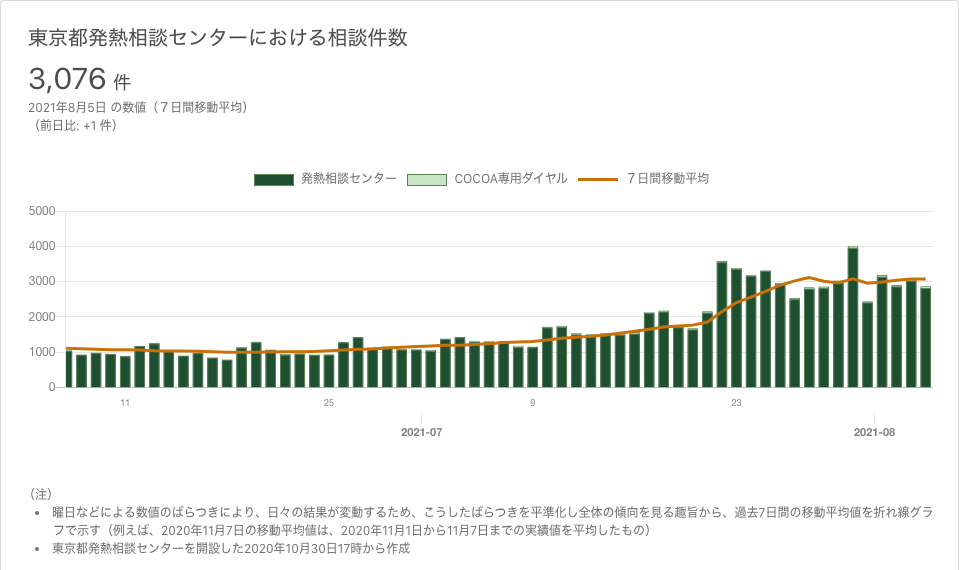 東京都発熱相談センターにおける相談件数
3,076 件
2021年8月5日 の数値（７日間移動平均）
（前日比: +1 件）
発熱相談センター COCOA専用ダイヤル ７日間移動平均
5000
4000
3000
2000
1000
0
11 25 9 23
2021-07 2021-08
（注）
• 曜日などによる数値のばらつきにより、日々の結果が変動するため、こうしたばらつきを平準化し全体の傾向を見る趣旨から、過去7日間の移動平均値を折れ線グラ
フで示す（例えば、2020年11月7日の移動平均値は、2020年11月1日から11月7日までの実績値を平均したもの）
• 東京都発熱相談センターを開設した2020年10月30日17時から作成